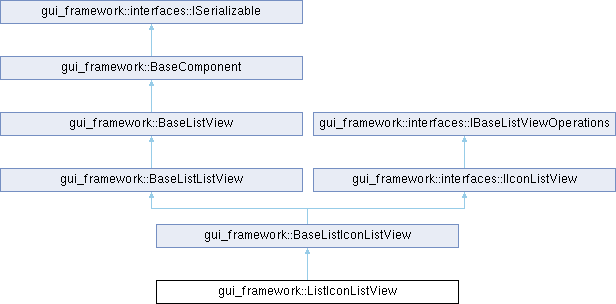 gui_framework::interfaces::ISerializable
gui_framework::BaseComponent
gui_framework::BaseListView
gui_framework::interfaces::IBaseListViewOperations
gui_framework::BaseListListView
gui_framework::interfaces::IIconListView
gui_framework::BaseListIconListView
gui_framework::ListIconListView